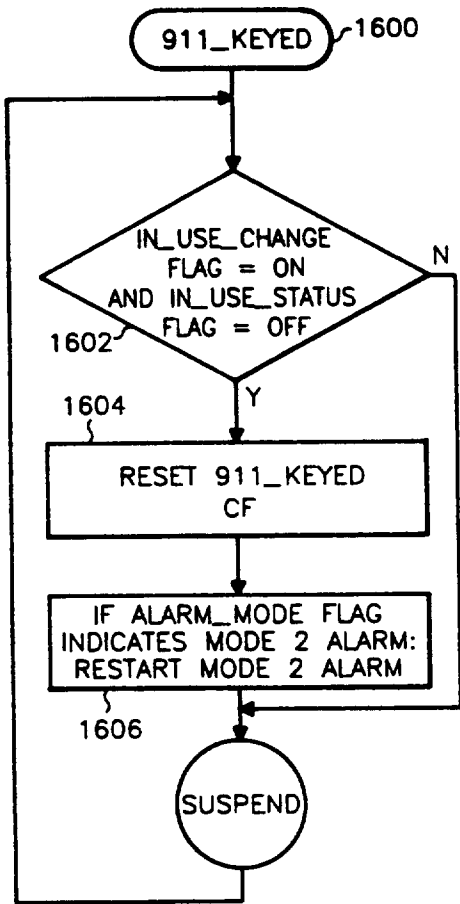 911_KEYED
1600
IN_USE_CHANGE
FLAG = ON
AND IN_USE_STATUS
FLAG = OFF
N
1602
Y
1604
RESET 911_KEYED
CF
IF ALARM_MODE FLAG
INDICATES MODE 2 ALARM:
RESTART MODE 2 ALARM
1606
SUSPEND